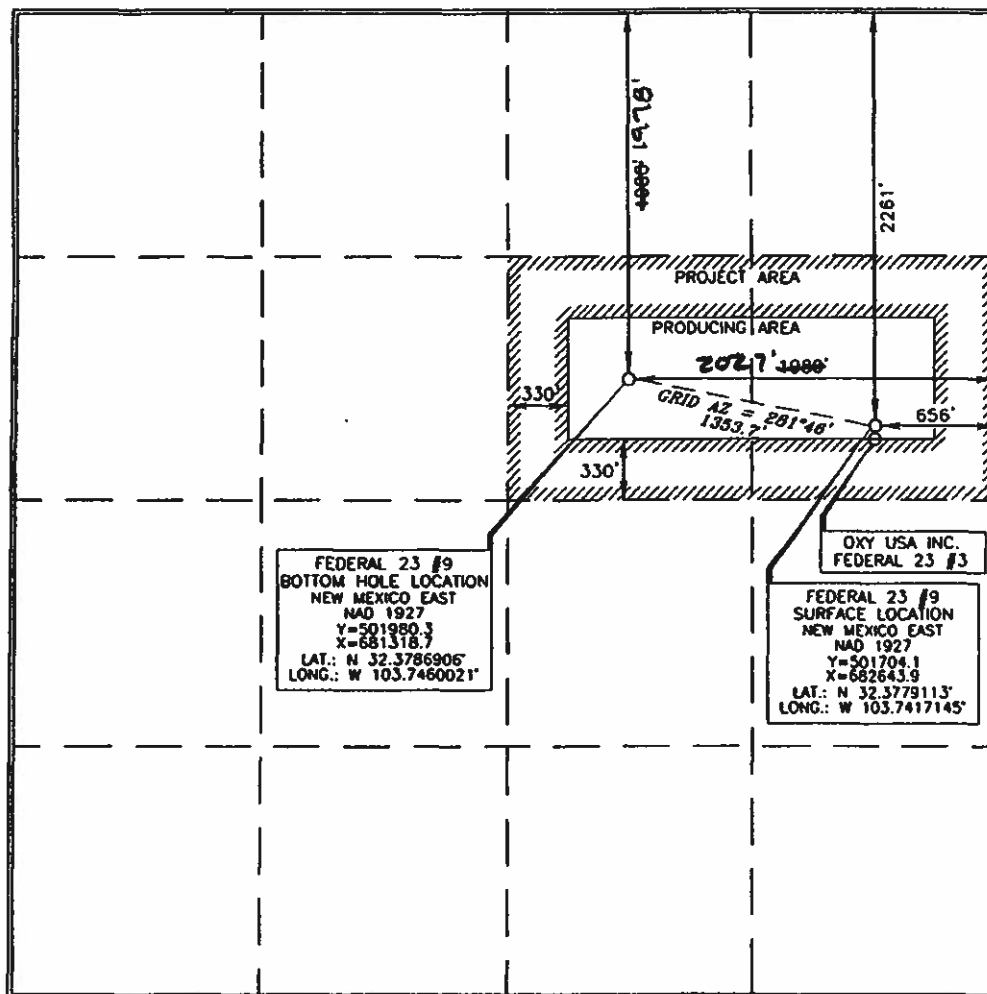 1980' 1978'
2261'
PROJECT AREA
PRODUCING AREA
2027' 1980'
330'
GRID AZ = 281°46'
1353.7'
656'
330'
OXY USA INC.
FEDERAL 23 #3
FEDERAL 23 #9
BOTTOM HOLE LOCATION
NEW MEXICO EAST
NAD 1927
Y=501980.3
X=681318.7
LAT.: N 32.3786906°
LONG.: W 103.7460021°
FEDERAL 23 #9
SURFACE LOCATION
NEW MEXICO EAST
NAD 1927
Y=501704.1
X=682643.9
LAT.: N 32.3779113°
LONG.: W 103.7417145°